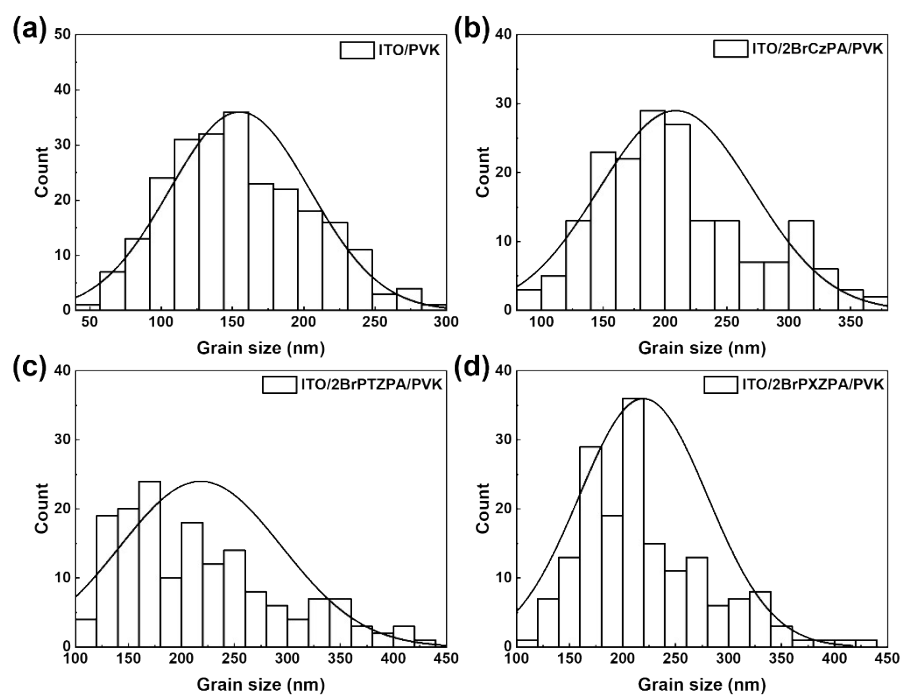 (a)
ITO/PVK
50
40
30
20
10
0
Count
50 100 150 200 250 300
Grain size (nm)
(b)
ITO/2BrCzPA/PVK
40
30
20
10
0
Count
100 150 200 250 300 350
Grain size (nm)
(c)
ITO/2BrPTZPA/PVK
40
30
20
10
0
Count
100 150 200 250 300 350 400 450
Grain size (nm)
(d)
ITO/2BrPXZPA/PVK
40
30
20
10
0
Count
100 150 200 250 300 350 400 450
Grain size (nm)